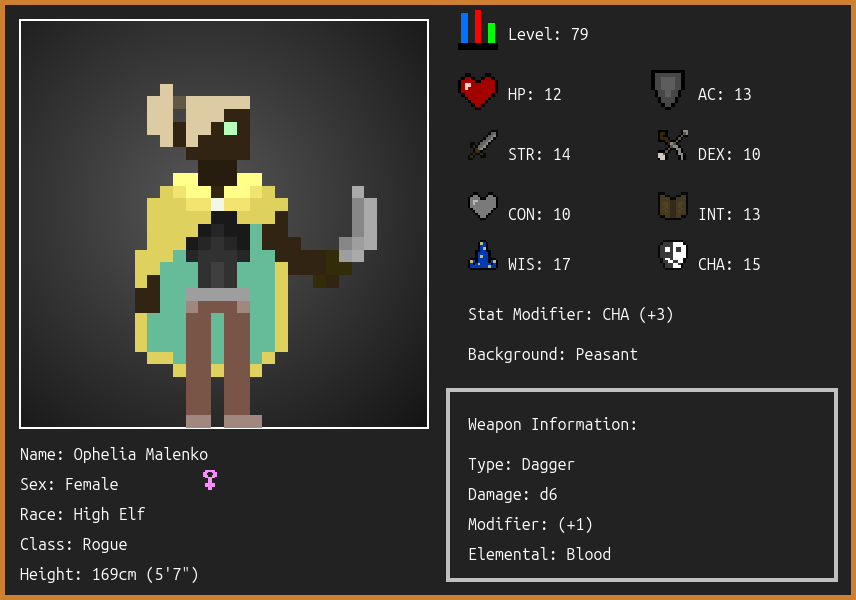 Level: 79
HP: 12
AC: 13
STR: 14
DEX: 10
CON: 10
INT: 13
WIS: 17
CHA: 15
Stat Modifier: CHA (+3)
Background: Peasant
Weapon Information:
Type: Dagger
Damage: d6
Modifier: (+1)
Elemental: Blood
Name: Ophelia Malenko
Sex: Female
Race: High Elf
Class: Rogue
Height: 169cm (5'7")